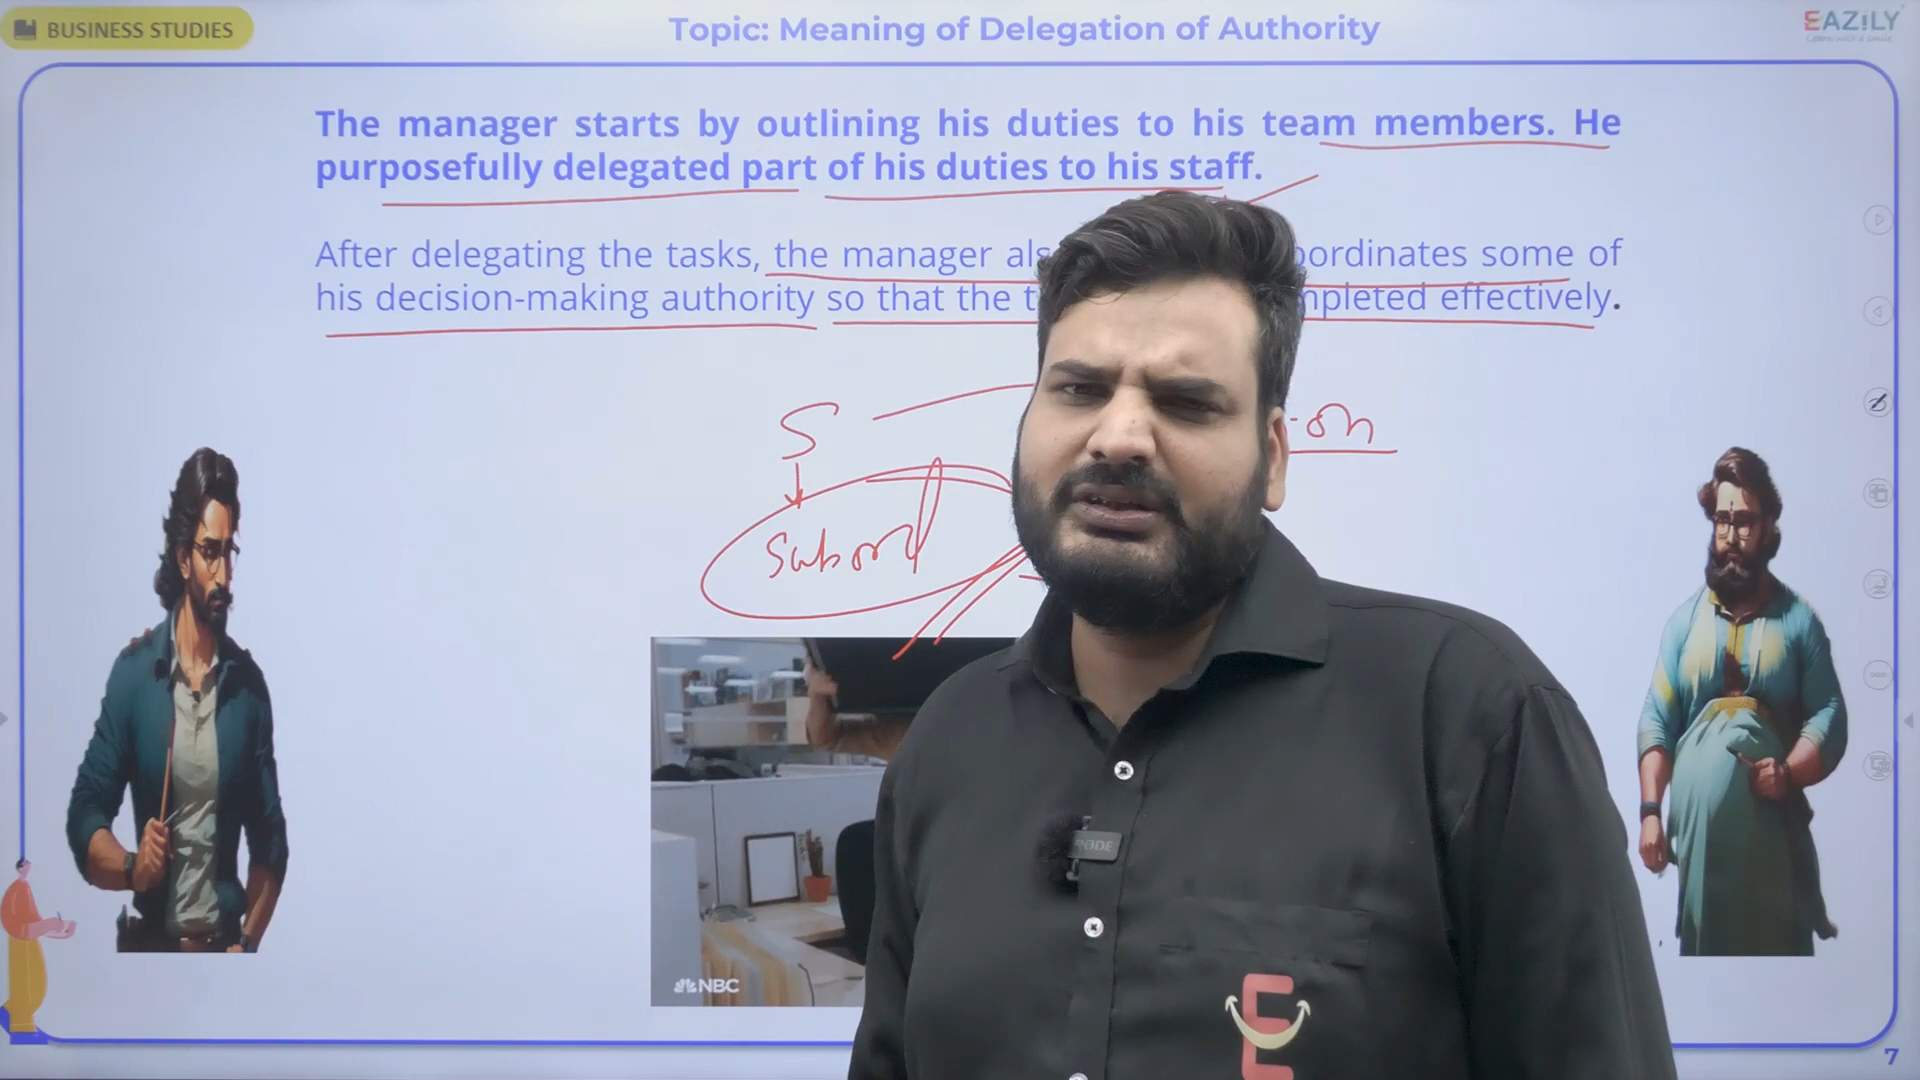 BUSINESS STUDIES
Topic: Meaning of Delegation of Authority
EAZILY
The manager starts by outlining his duties to his team members. He
purposefully delegated part of his duties to his staff.
After delegating the tasks, the manager als ordinates some of
his decision-making authority so that the t mpleted effectively.
S
on
Subord
NBC
E
7